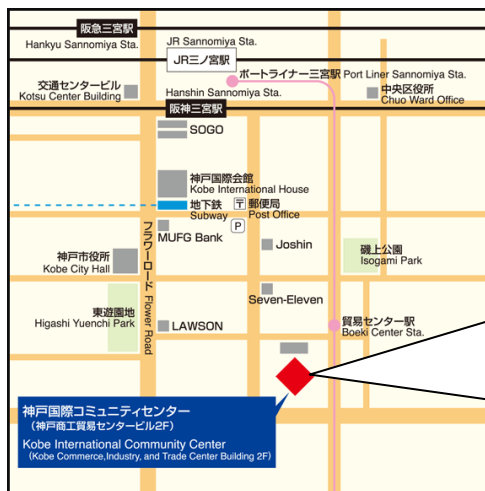 阪急三宮駅
Hankyu Sannomiya Sta.
JR Sannomiya Sta.
JR三ノ宮駅
ポートライナー三宮駅 Port Liner Sannomiya Sta.
交通センタービル
Kotsu Center Building
Hanshin Sannomiya Sta.
阪神三宮駅
中央区役所
Chuo Ward Office
SOGO
神戸国際会館
Kobe International House
地下鉄
Subway
〒 郵便局
Post Office
P
MUFG Bank
フラワーロード Flower Road
神戸市役所
Kobe City Hall
Joshin
磯上公園
Isogami Park
Seven-Eleven
東遊園地
Higashi Yuenchi Park
LAWSON
貿易センター駅
Boeki Center Sta.
神戸国際コミュニティセンター
（神戸商工貿易センタービル2F）
Kobe International Community Center
（Kobe Commerce,Industry, and Trade Center Building 2F）